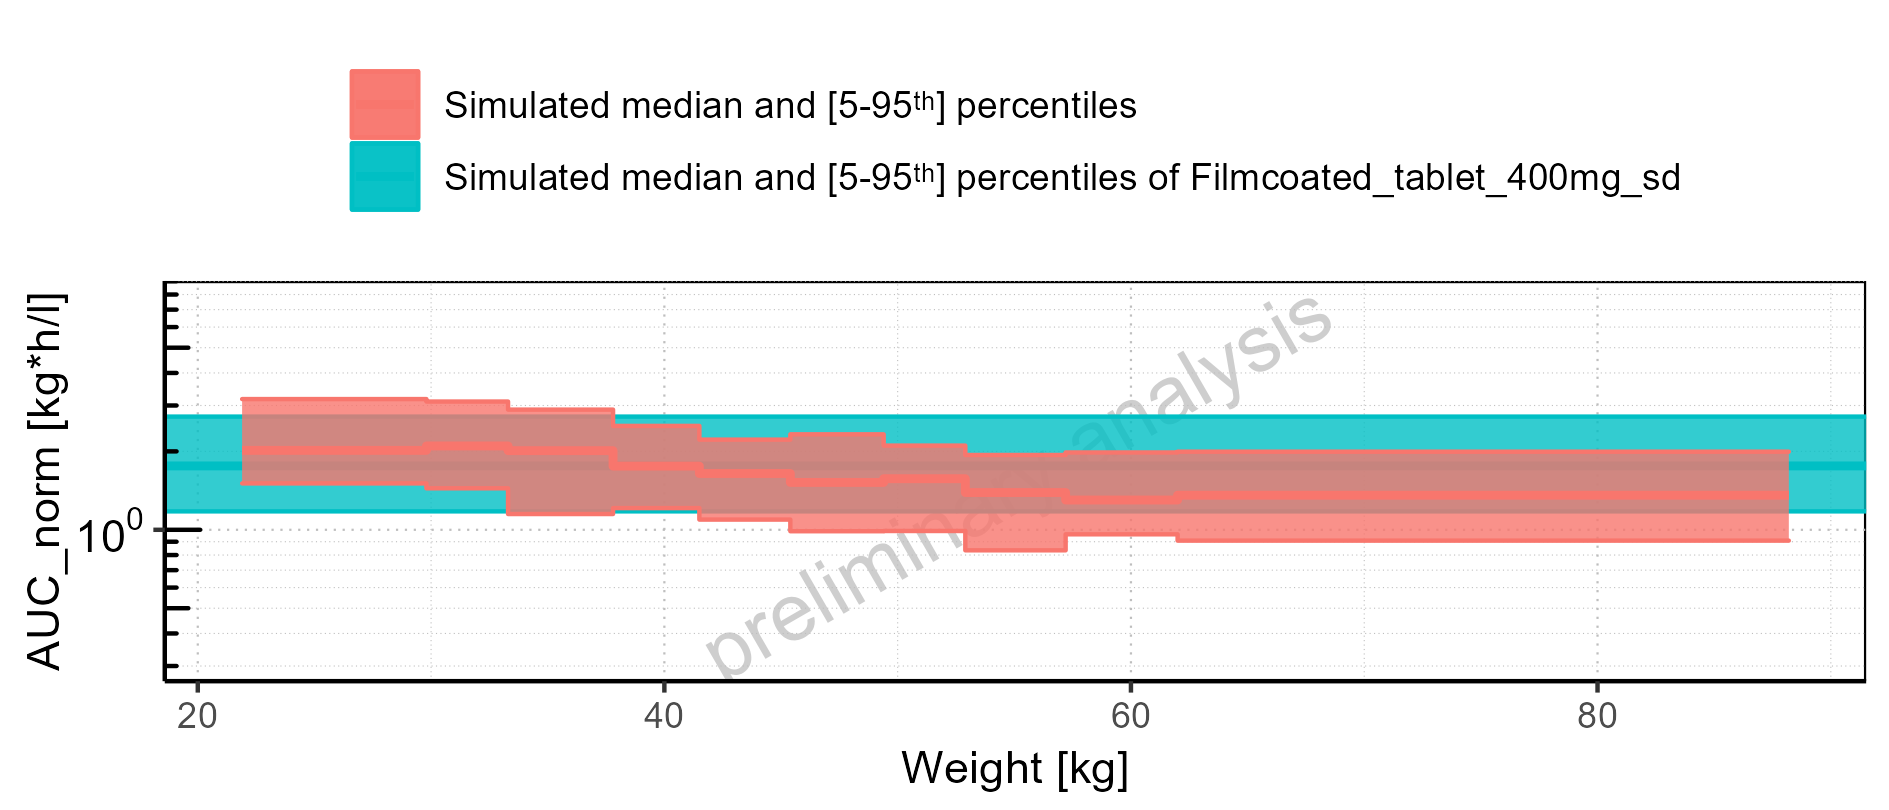 Simulated median and [5-95th] percentiles
Simulated median and [5-95th] percentiles of Filmcoated_tablet_400mg_sd
AUC_norm [kg*h/l]
10^0
preliminary analysis
20 40 60 80
Weight [kg]